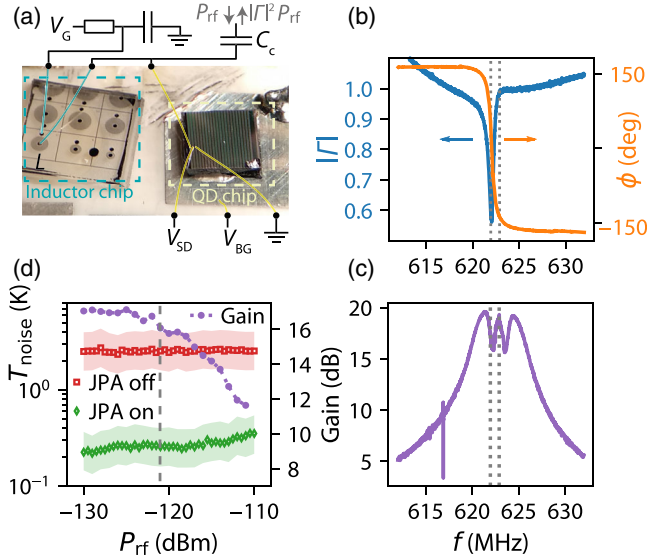 (a)
P_rf |Γ|² P_rf
V_G
C_c
L
Inductor chip
QD chip
V_SD
V_BG
(b)
1.0
0.9
0.8
0.7
0.6
|Γ|
150
−150
ϕ (deg)
615 620 625 630
(d)
T_noise (K)
10⁰
10⁻¹
Gain
JPA off
JPA on
16
14
12
10
8
Gain (dB)
−130 −120 −110
P_rf (dBm)
(c)
20
15
10
5
615 620 625 630
f (MHz)